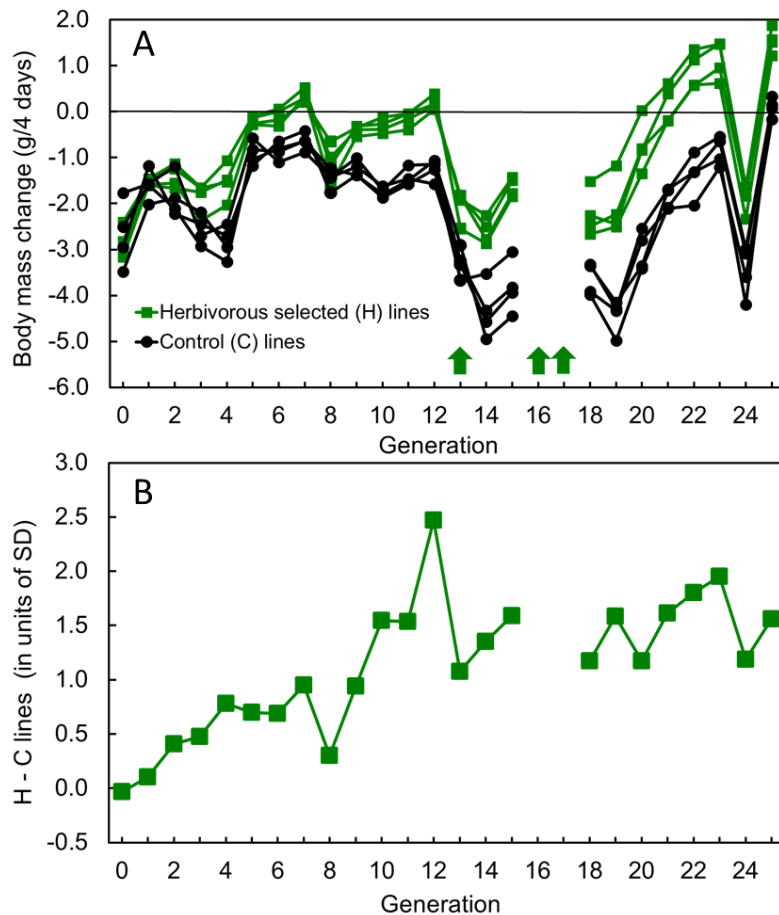 A
Body mass change (g/4 days)
2.0
1.0
0.0
-1.0
-2.0
-3.0
-4.0
-5.0
-6.0
Herbivorous selected (H) lines
Control (C) lines
0 2 4 6 8 10 12 14 16 18 20 22 24
Generation
B
H - C lines (in units of SD)
3.0
2.5
2.0
1.5
1.0
0.5
0.0
-0.5
0 2 4 6 8 10 12 14 16 18 20 22 24
Generation